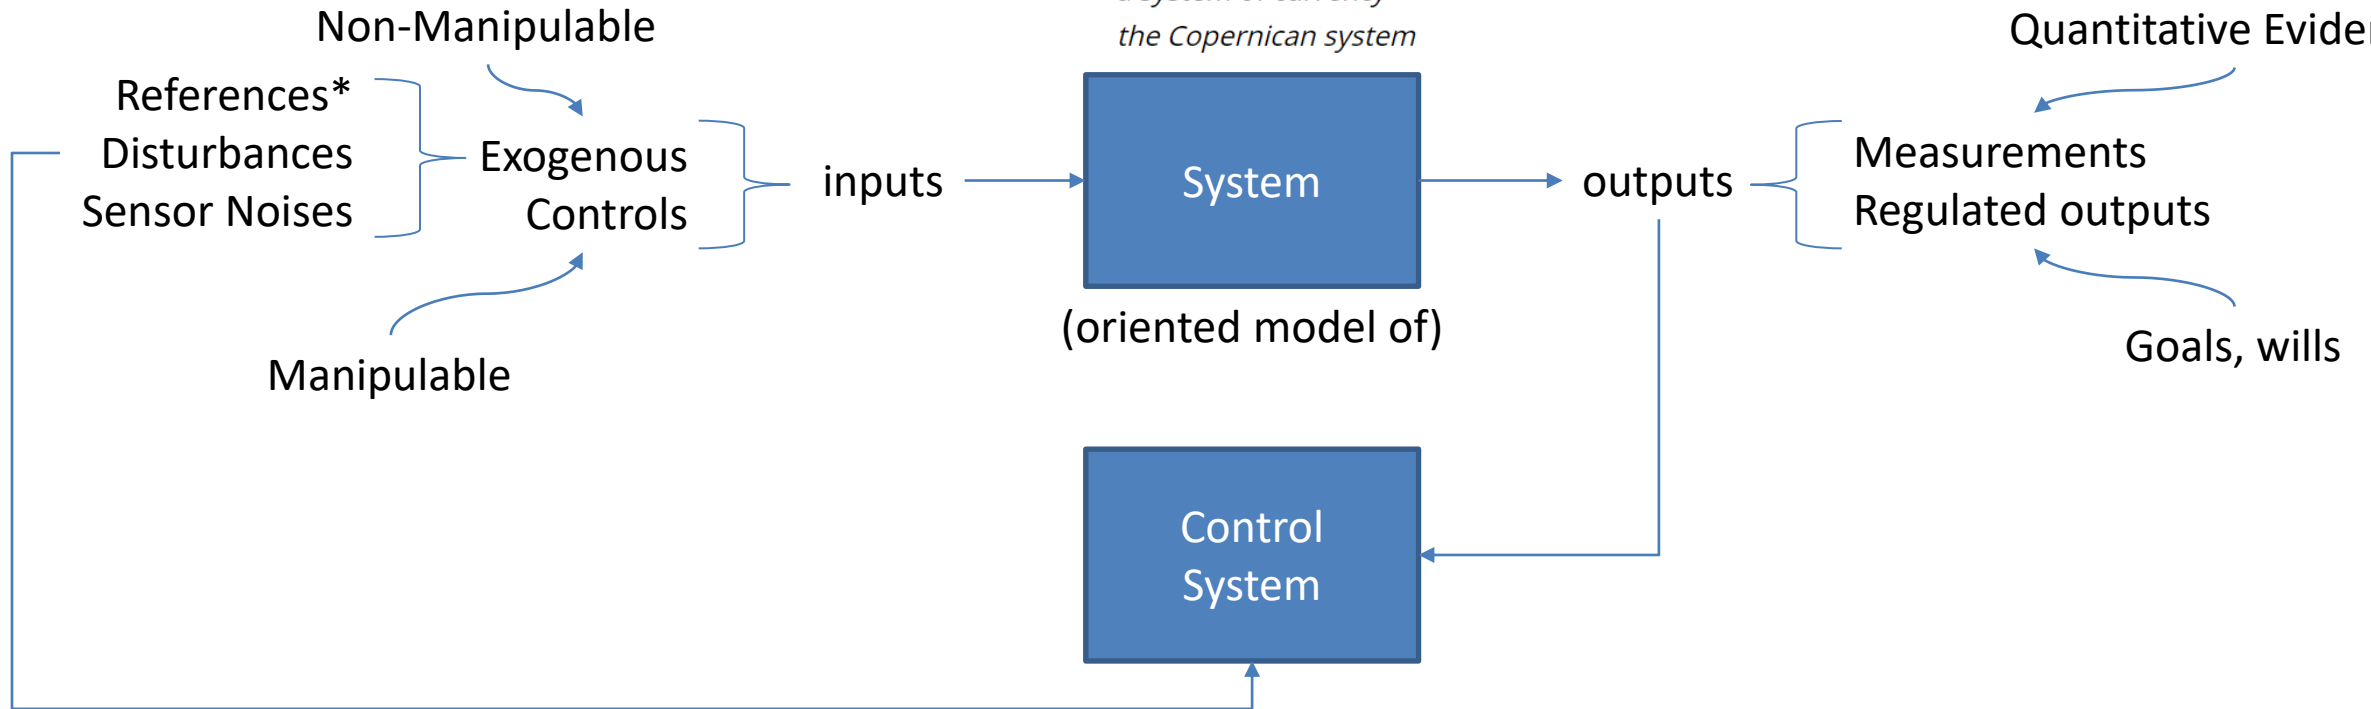 Non-Manipulable
References*
Disturbances
Sensor Noises
Exogenous
Controls
Manipulable
inputs
the Copernican system
System
(oriented model of)
Control
System
outputs
Quantitative
Measurements
Regulated outputs
Goals, wills